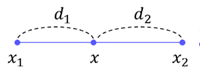 d₁ d₂
x₁ x x₂